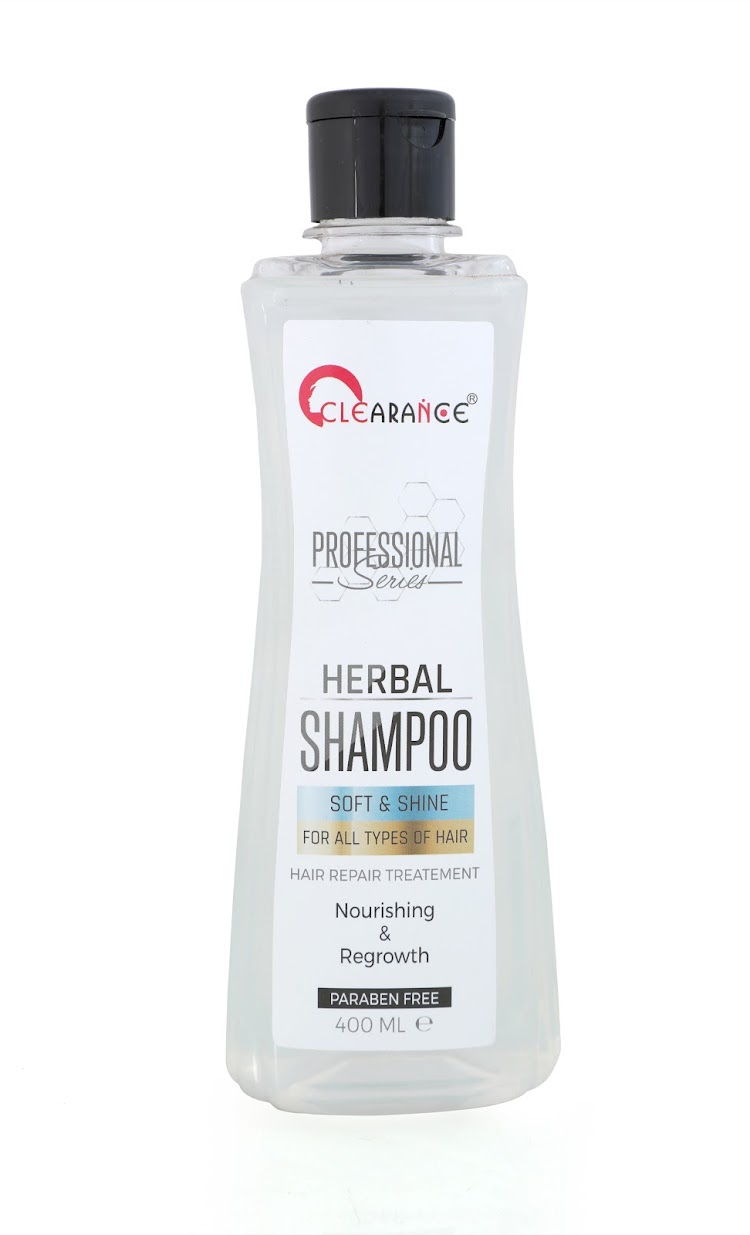 CLEARANCE®
PROFESSIONAL
Series
HERBAL
SHAMPOO
SOFT & SHINE
FOR ALL TYPES OF HAIR
HAIR REPAIR TREATEMENT
Nourishing
&
Regrowth
PARABEN FREE
400 ML ℮